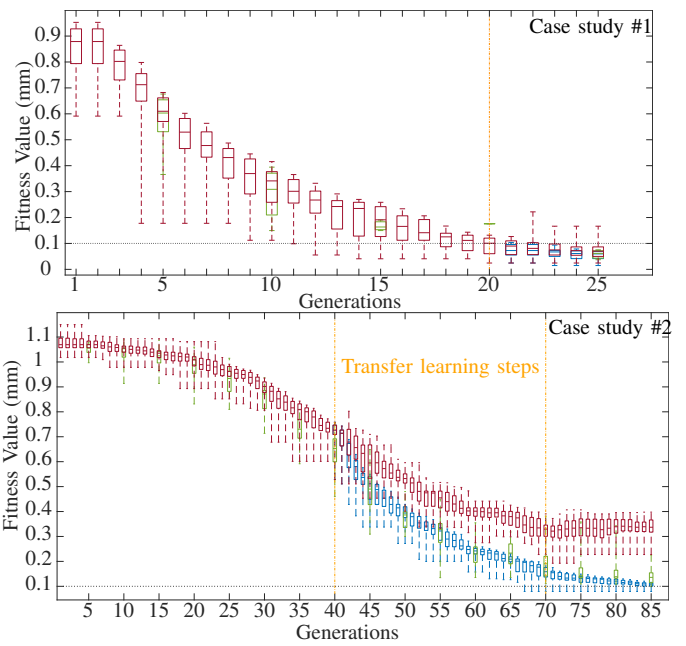 Case study #1
Fitness Value (mm)
0.9
0.8
0.7
0.6
0.5
0.4
0.3
0.2
0.1
0
1 5 10 15 20 25
Generations
Case study #2
Transfer learning steps
Fitness Value (mm)
1.1
1
0.9
0.8
0.7
0.6
0.5
0.4
0.3
0.2
0.1
5 10 15 20 25 30 35 40 45 50 55 60 65 70 75 80 85
Generations